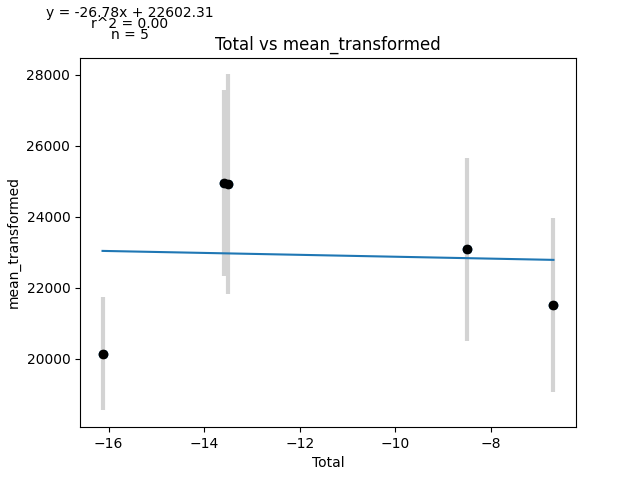 y = -26.78x + 22602.31
r^2 = 0.00
n = 5
Total vs mean_transformed
28000
26000
24000
22000
20000
mean_transformed
−16 −14 −12 −10 −8
Total